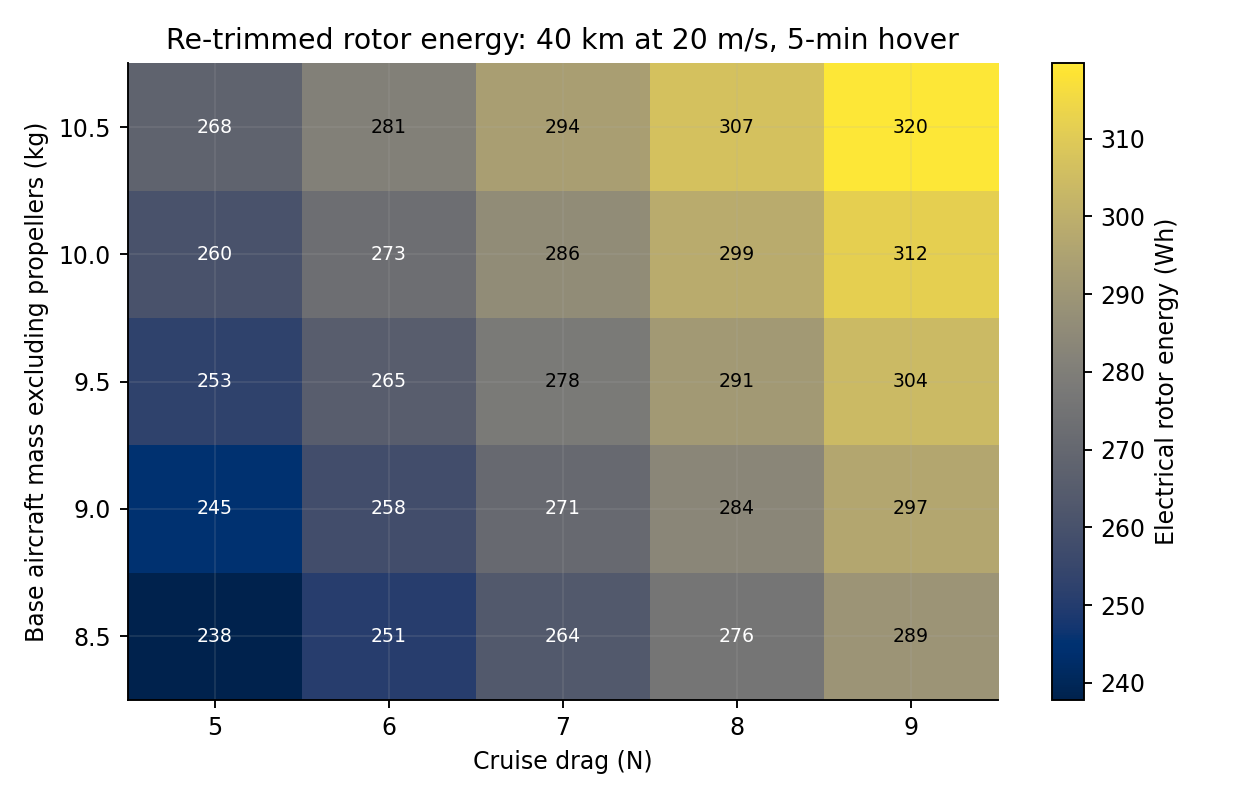 Re-trimmed rotor energy: 40 km at 20 m/s, 5-min hover
Base aircraft mass excluding propellers (kg)
10.5 268 281 294 307 320
10.0 260 273 286 299 312
9.5 253 265 278 291 304
9.0 245 258 271 284 297
8.5 238 251 264 276 289
5 6 7 8 9
Cruise drag (N)
310
300
290
280
270
260
250
240
Electrical rotor energy (Wh)